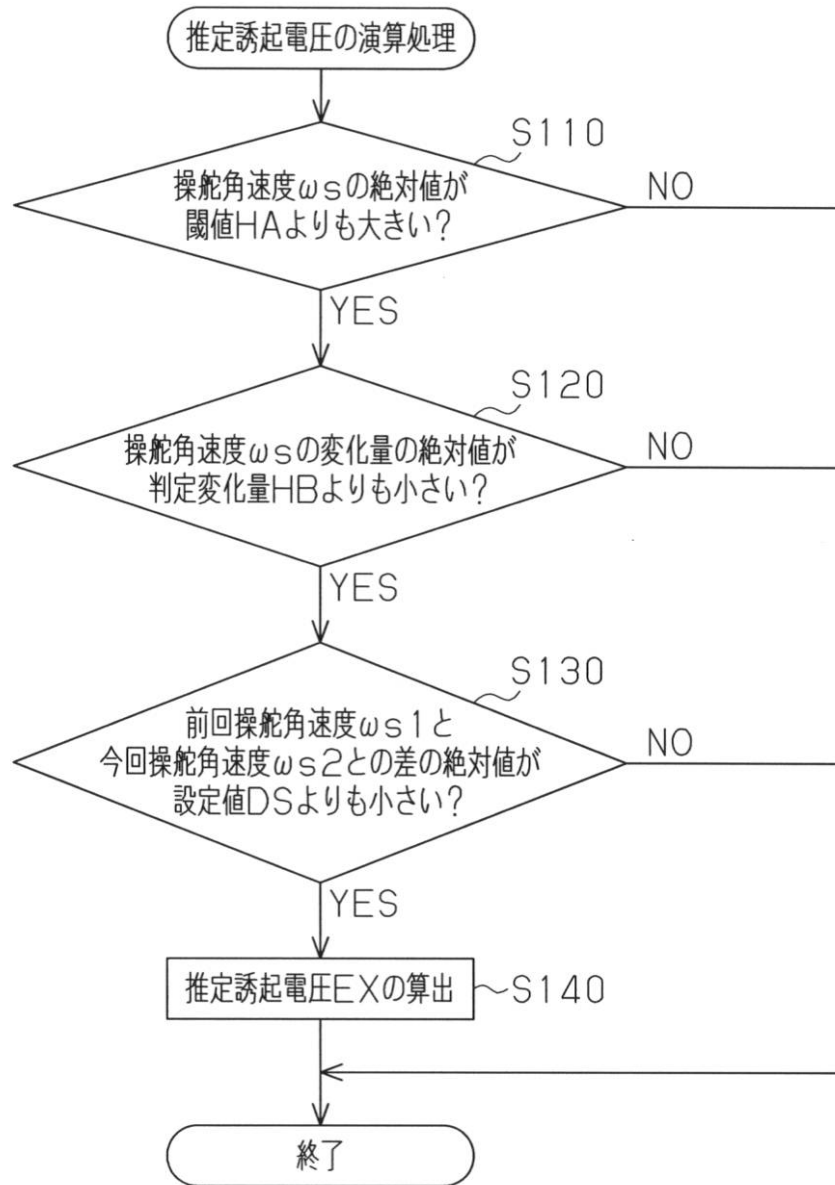 推定誘起電圧の演算処理
S110
操舵角速度ωsの絶対値が
閾値HAよりも大きい?
NO
YES
S120
操舵角速度ωsの変化量の絶対値が
判定変化量HBよりも小さい?
NO
YES
S130
前回操舵角速度ωs1と
今回操舵角速度ωs2との差の絶対値が
設定値DSよりも小さい?
NO
YES
推定誘起電圧EXの算出
S140
終了